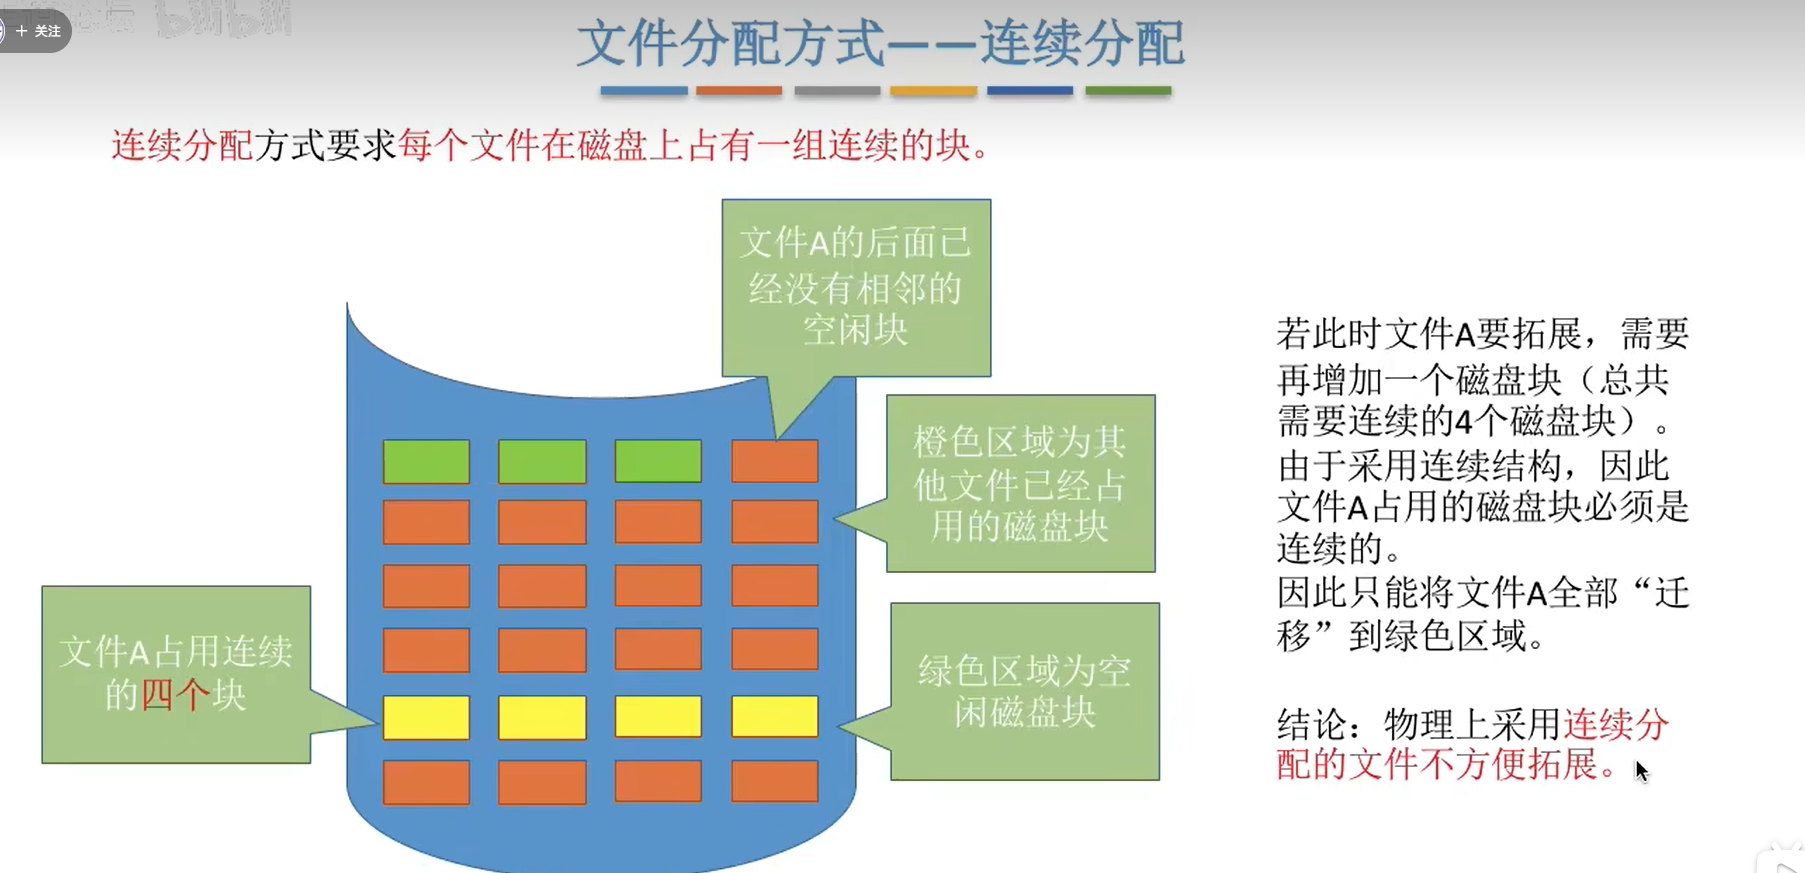 + 关注
bilibili
文件分配方式——连续分配
连续分配方式要求每个文件在磁盘上占有一组连续的块。
文件A的后面已
经没有相邻的
空闲块
橙色区域为其
他文件已经占
用的磁盘块
文件A占用连续
的四个块
绿色区域为空
闲磁盘块
若此时文件A要拓展，需要
再增加一个磁盘块（总共
需要连续的4个磁盘块）。
由于采用连续结构，因此
文件A占用的磁盘块必须是
连续的。
因此只能将文件A全部“迁
移”到绿色区域。
结论：物理上采用连续分
配的文件不方便拓展。